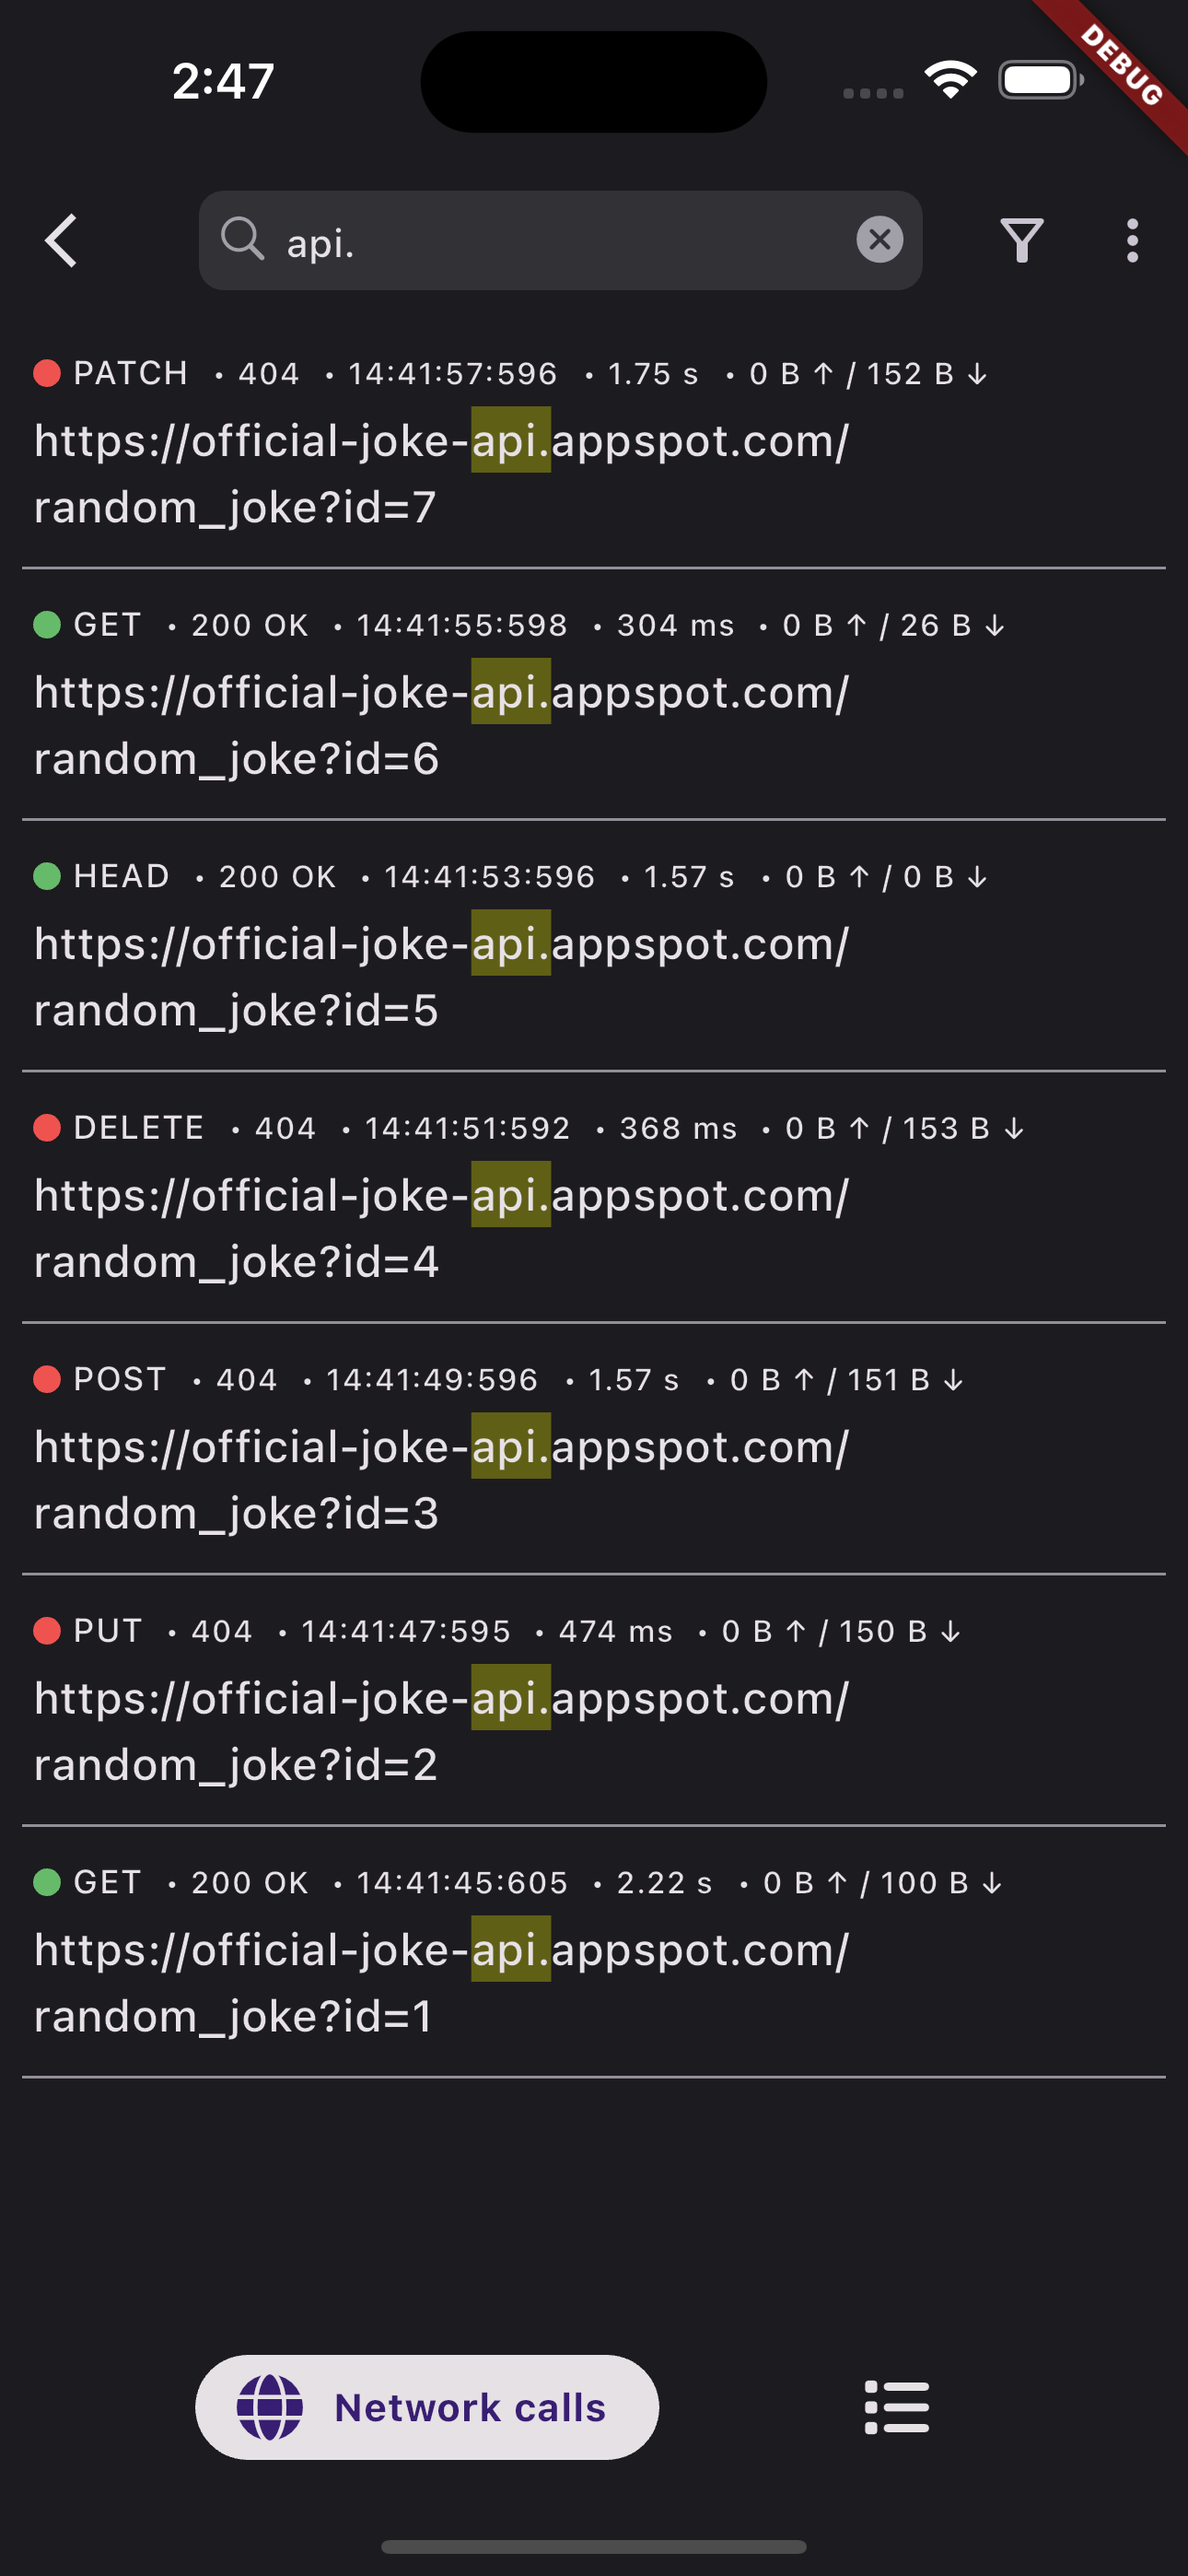 2:47
DEBUG
api.
PATCH • 404 • 14:41:57:596 • 1.75 s • 0 B ↑ / 152 B ↓
https://official-joke-api.appspot.com/
random_joke?id=7
GET • 200 OK • 14:41:55:598 • 304 ms • 0 B ↑ / 26 B ↓
https://official-joke-api.appspot.com/
random_joke?id=6
HEAD • 200 OK • 14:41:53:596 • 1.57 s • 0 B ↑ / 0 B ↓
https://official-joke-api.appspot.com/
random_joke?id=5
DELETE • 404 • 14:41:51:592 • 368 ms • 0 B ↑ / 153 B ↓
https://official-joke-api.appspot.com/
random_joke?id=4
POST • 404 • 14:41:49:596 • 1.57 s • 0 B ↑ / 151 B ↓
https://official-joke-api.appspot.com/
random_joke?id=3
PUT • 404 • 14:41:47:595 • 474 ms • 0 B ↑ / 150 B ↓
https://official-joke-api.appspot.com/
random_joke?id=2
GET • 200 OK • 14:41:45:605 • 2.22 s • 0 B ↑ / 100 B ↓
https://official-joke-api.appspot.com/
random_joke?id=1
Network calls